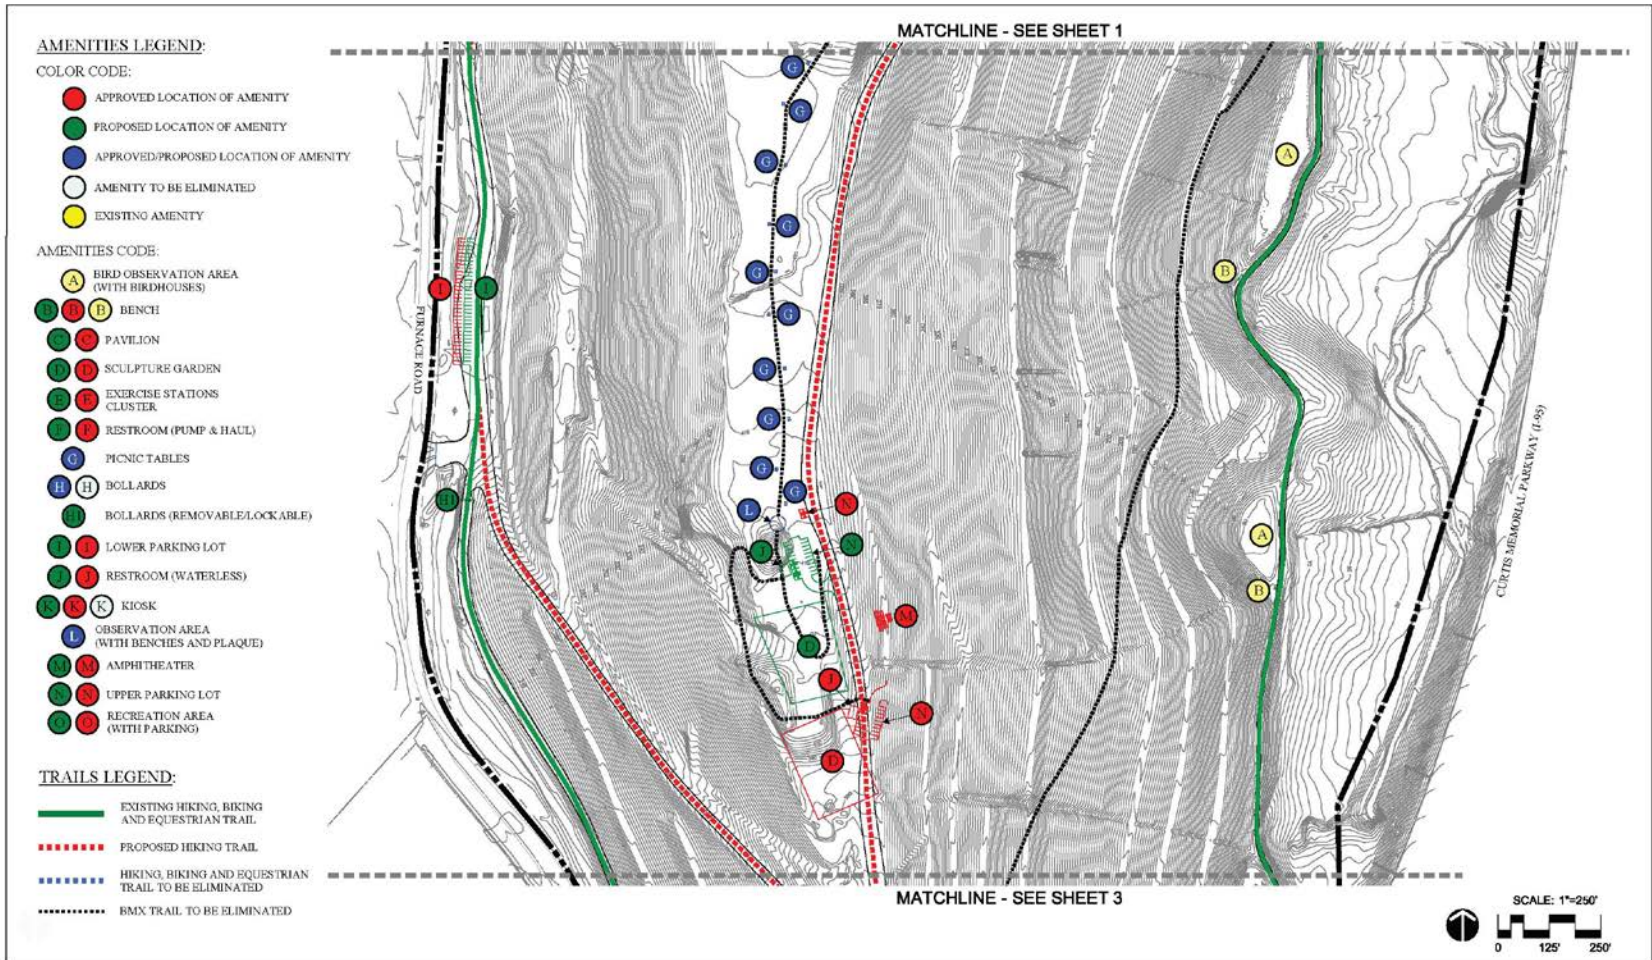 MATCHLINE - SEE SHEET 1
AMENITIES LEGEND:
COLOR CODE:
APPROVED LOCATION OF AMENITY
PROPOSED LOCATION OF AMENITY
APPROVED/PROPOSED LOCATION OF AMENITY
AMENITY TO BE ELIMINATED
EXISTING AMENITY
AMENITIES CODE:
A BIRD OBSERVATION AREA
(WITH BIRDHOUSES)
B B B BENCH
C C PAVILION
D D SCULPTURE GARDEN
E E EXERCISE STATIONS
CLUSTER
F F RESTROOM (PUMP & HAUL)
G PICNIC TABLES
H H BOLLARDS
H1 BOLLARDS (REMOVABLE/LOCKABLE)
I I LOWER PARKING LOT
J J RESTROOM (WATERLESS)
K K K KIOSK
L OBSERVATION AREA
(WITH BENCHES AND PLAQUE)
M M AMPHITHEATER
N N UPPER PARKING LOT
O O RECREATION AREA
(WITH PARKING)
TRAILS LEGEND:
EXISTING HIKING, BIKING
AND EQUESTRIAN TRAIL
PROPOSED HIKING TRAIL
HIKING, BIKING AND EQUESTRIAN
TRAIL TO BE ELIMINATED
BMX TRAIL TO BE ELIMINATED
G
G
G
A
G
G
B
I
I
G
FURNACE ROAD
G
G
G
G
H1
N
L
A
J
N
B
M
D
J
N
D
CURTIS MEMORIAL PARKWAY (I-95)
MATCHLINE - SEE SHEET 3
SCALE: 1"=250'
0 125' 250'